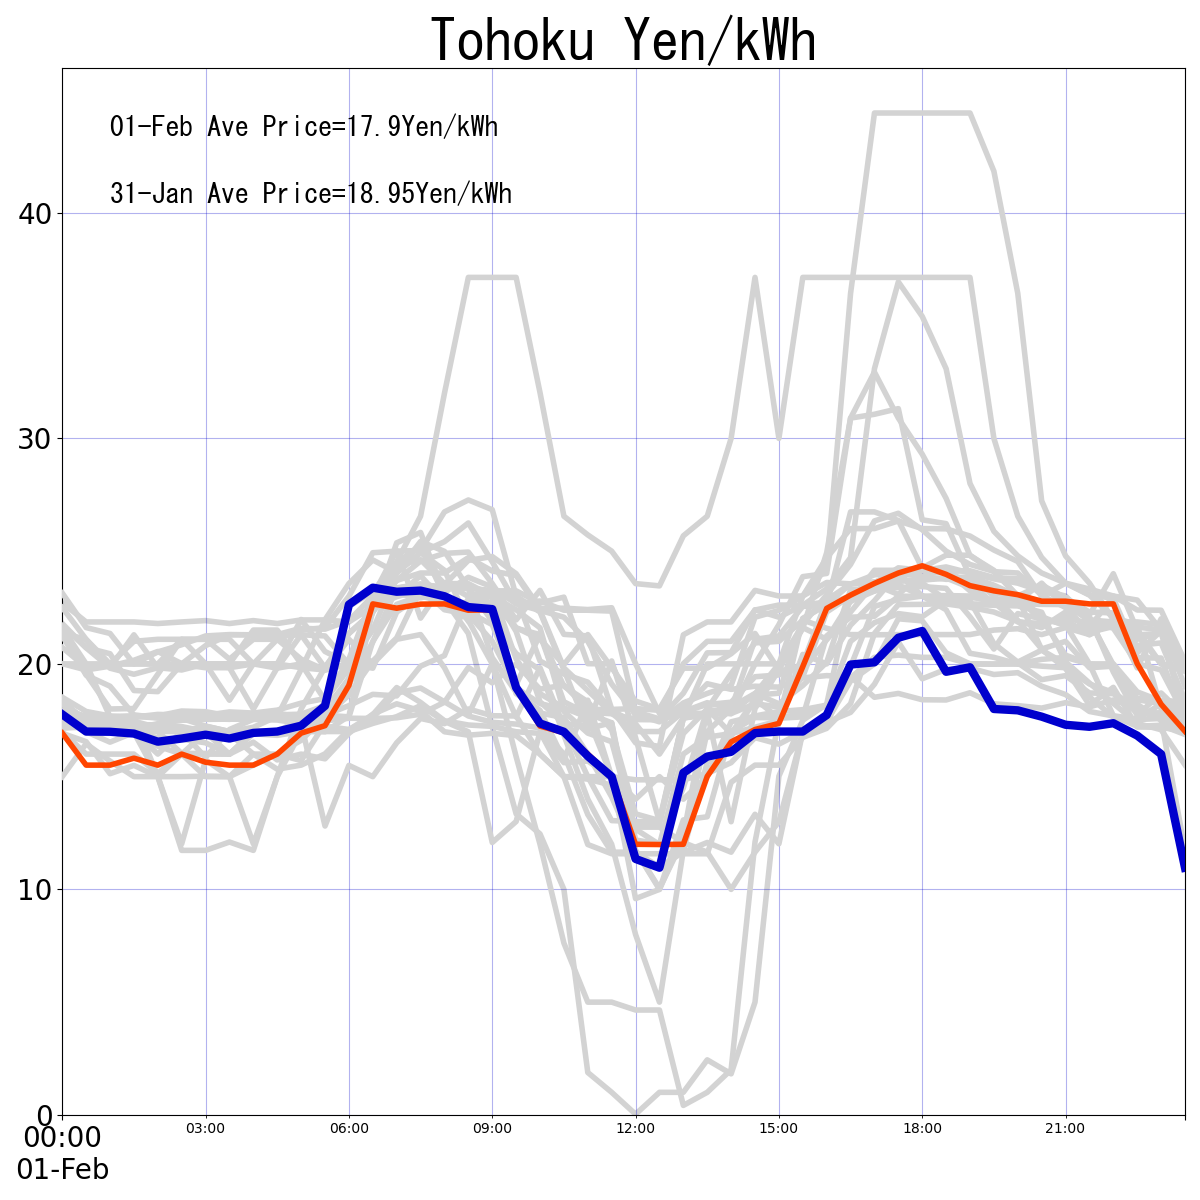 Tohoku Yen/kWh
01-Feb Ave Price=17.9Yen/kWh
31-Jan Ave Price=18.95Yen/kWh
40
30
20
10
0
00:00 03:00 06:00 09:00 12:00 15:00 18:00 21:00
01-Feb